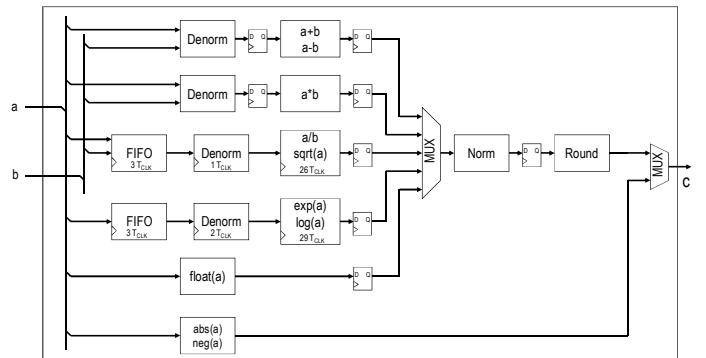 Denorm
D Q
a+b
a-b
D Q
Denorm
D Q
a*b
D Q
a
FIFO
3 TCLK
Denorm
1 TCLK
a/b
sqrt(a)
26 TCLK
D Q
MUX
Norm
D Q
Round
MUX
C
b
FIFO
3 TCLK
Denorm
2 TCLK
exp(a)
log(a)
29 TCLK
D Q
float(a)
D Q
abs(a)
neg(a)